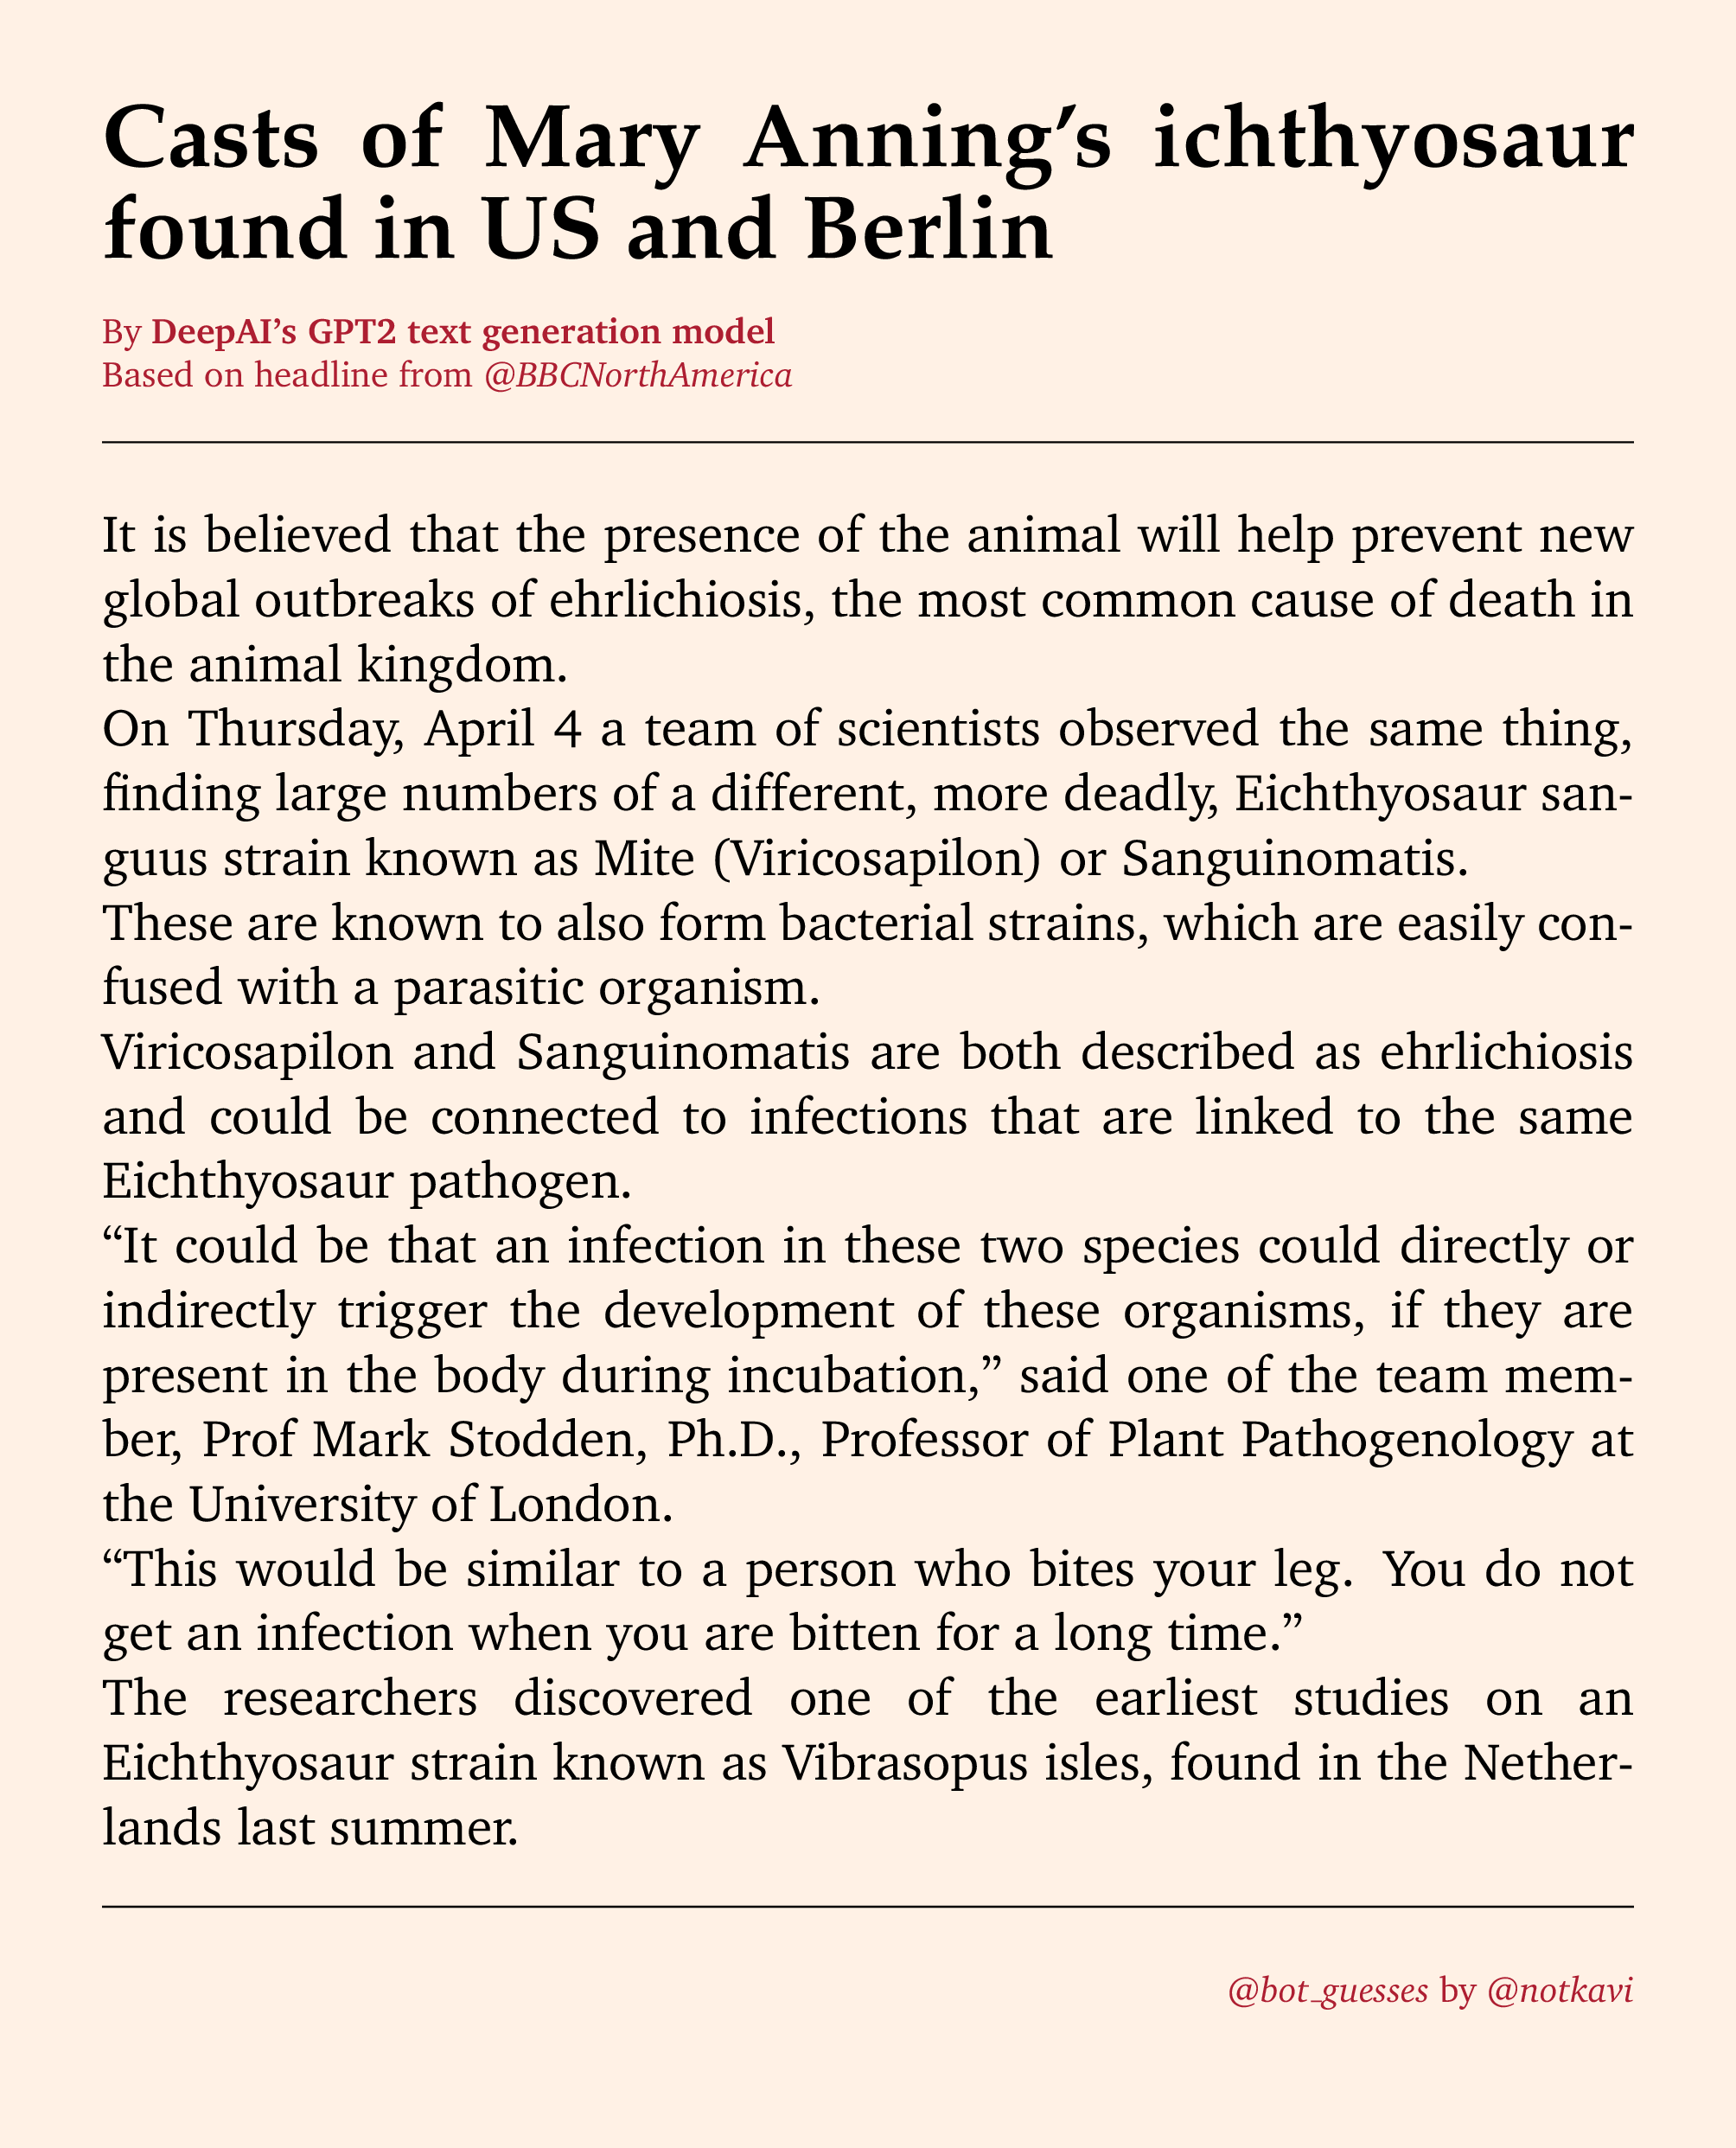 Casts of Mary Anning’s ichthyosaur
found in US and Berlin
By DeepAI’s GPT2 text generation model
Based on headline from @BBCNorthAmerica
It is believed that the presence of the animal will help prevent new
global outbreaks of ehrlichiosis, the most common cause of death in
the animal kingdom.
On Thursday, April 4 a team of scientists observed the same thing,
finding large numbers of a different, more deadly, Eichthyosaur san-
guus strain known as Mite (Viricosapilon) or Sanguinomatis.
These are known to also form bacterial strains, which are easily con-
fused with a parasitic organism.
Viricosapilon and Sanguinomatis are both described as ehrlichiosis
and could be connected to infections that are linked to the same
Eichthyosaur pathogen.
“It could be that an infection in these two species could directly or
indirectly trigger the development of these organisms, if they are
present in the body during incubation,” said one of the team mem-
ber, Prof Mark Stodden, Ph.D., Professor of Plant Pathogenology at
the University of London.
“This would be similar to a person who bites your leg. You do not
get an infection when you are bitten for a long time.”
The researchers discovered one of the earliest studies on an
Eichthyosaur strain known as Vibrasopus isles, found in the Nether-
lands last summer.
@bot_guesses by @notkavi